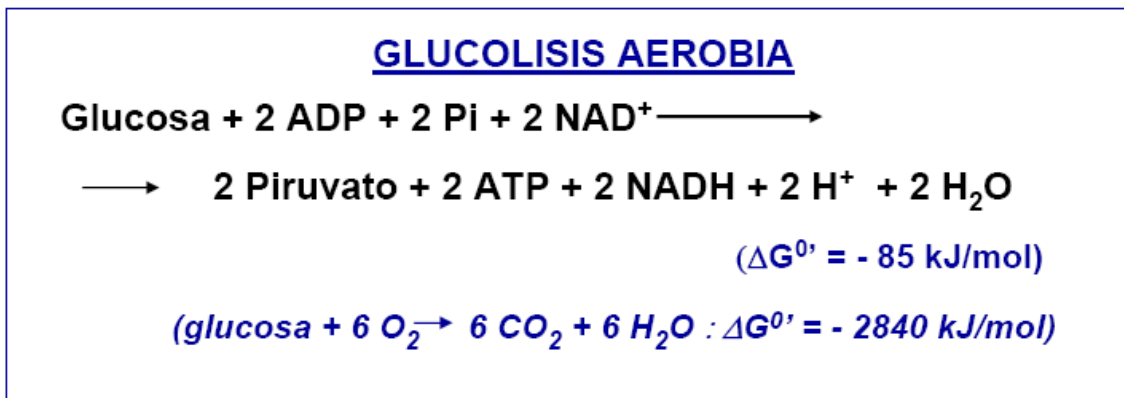 GLUCOLISIS AEROBIA
Glucosa + 2 ADP + 2 Pi + 2 NAD⁺ ⟶
⟶ 2 Piruvato + 2 ATP + 2 NADH + 2 H⁺ + 2 H₂O
(ΔG⁰’ = - 85 kJ/mol)
(glucosa + 6 O₂ → 6 CO₂ + 6 H₂O : ΔG⁰’ = - 2840 kJ/mol)